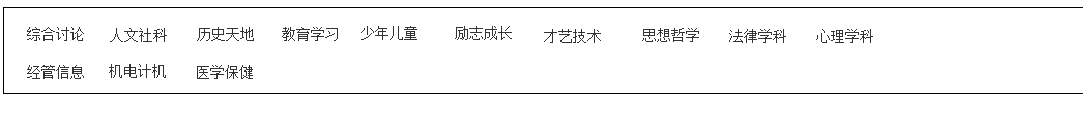 综合讨论 人文社科 历史天地 教育学习 少年儿童 励志成长 才艺技术 思想哲学 法律学科 心理学科
经管信息 机电计机 医学保健